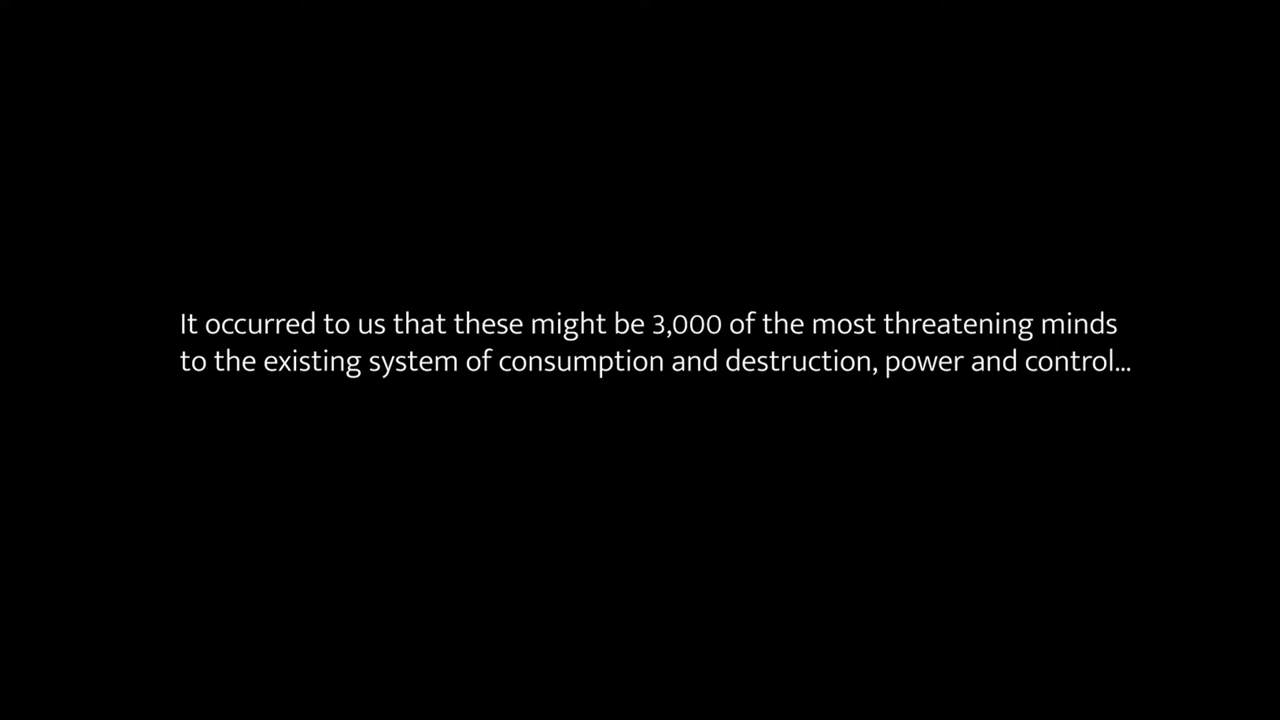 It occurred to us that these might be 3,000 of the most threatening minds
to the existing system of consumption and destruction, power and control...